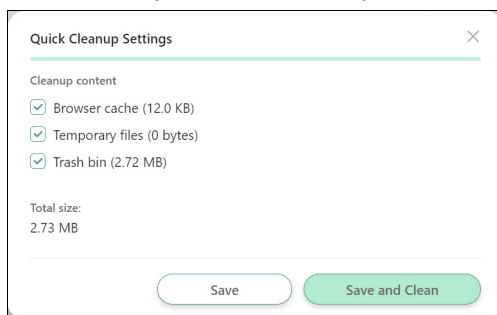 Quick Cleanup Settings
Cleanup content
Browser cache (12.0 KB)
Temporary files (0 bytes)
Trash bin (2.72 MB)
Total size:
2.73 MB
Save
Save and Clean